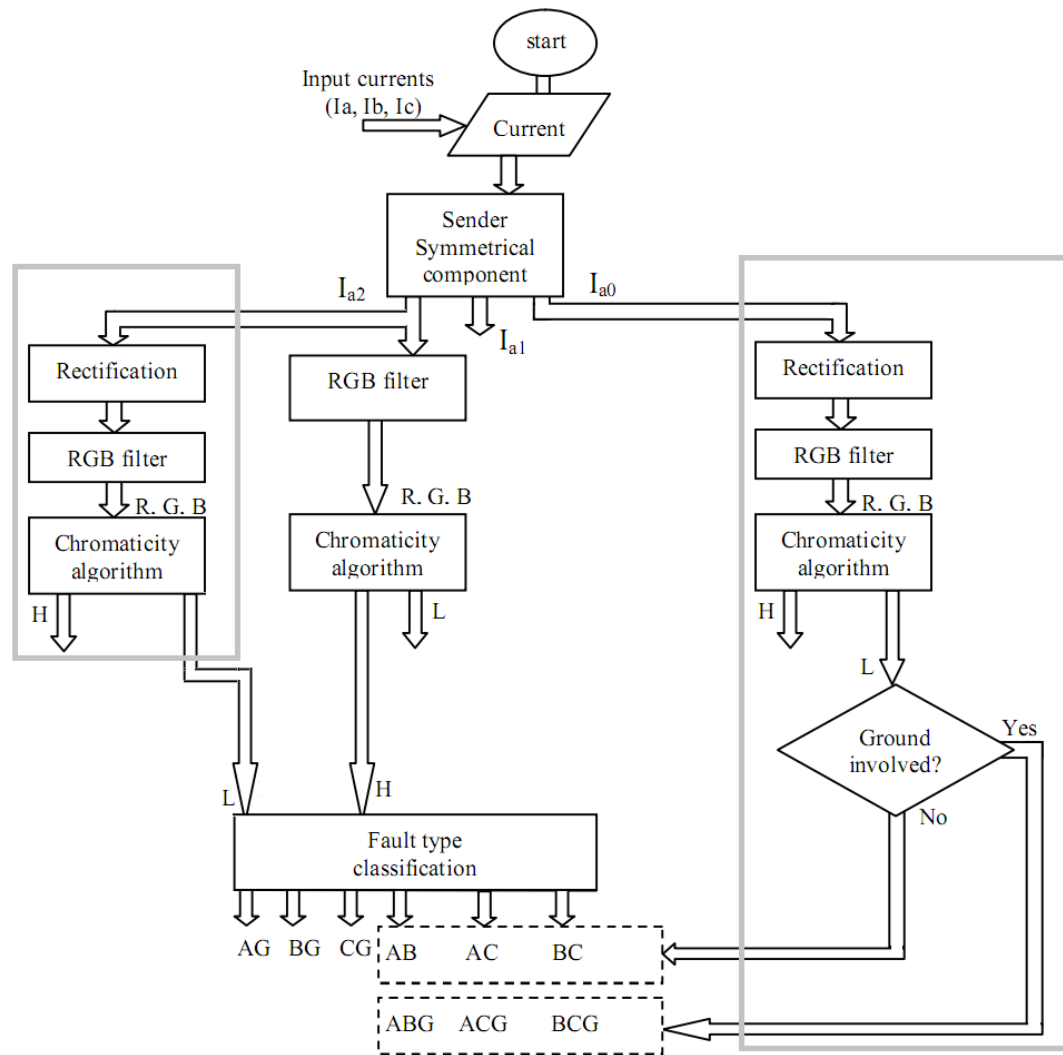 start
Input currents
(Ia, Ib, Ic)
Current
Sender
Symmetrical
component
Ia2
Ia0
Ia1
Rectification
RGB filter
Rectification
RGB filter
RGB filter
R. G. B
R. G. B
R. G. B
Chromaticity
algorithm
Chromaticity
algorithm
Chromaticity
algorithm
H
L
H
L
Ground
involved?
Yes
No
L
H
Fault type
classification
AG BG CG AB AC BC
ABG ACG BCG